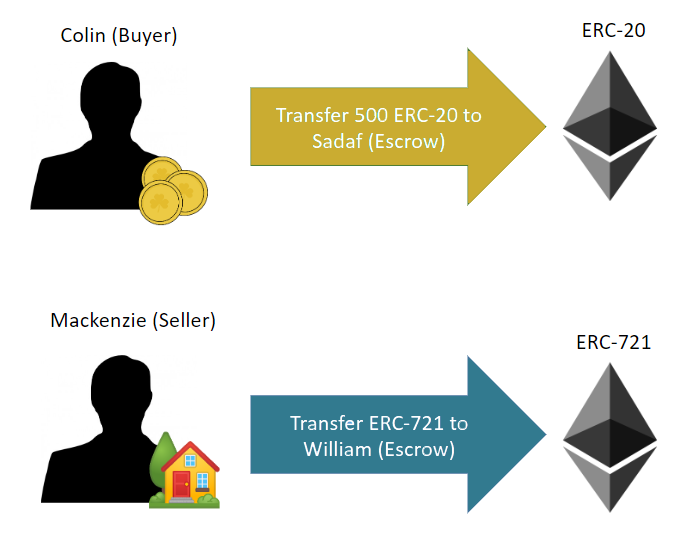 Colin (Buyer)
ERC-20
Transfer 500 ERC-20 to
Sadaf (Escrow)
Mackenzie (Seller)
ERC-721
Transfer ERC-721 to
William (Escrow)